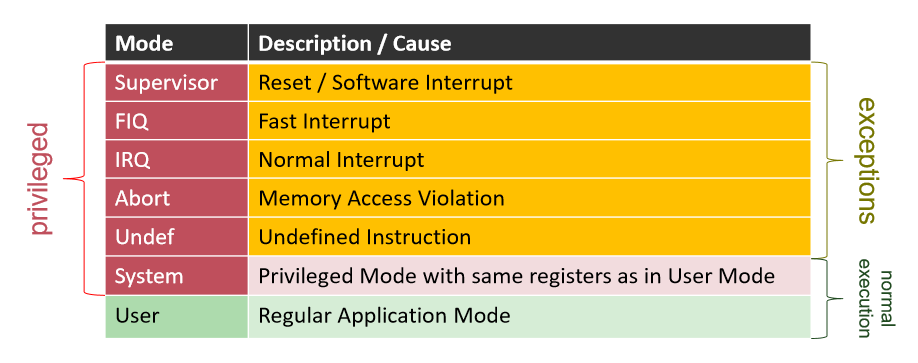 Mode Description / Cause
Supervisor Reset / Software Interrupt
FIQ Fast Interrupt
IRQ Normal Interrupt
Abort Memory Access Violation
Undef Undefined Instruction
System Privileged Mode with same registers as in User Mode
User Regular Application Mode
privileged
exceptions
normal
execution